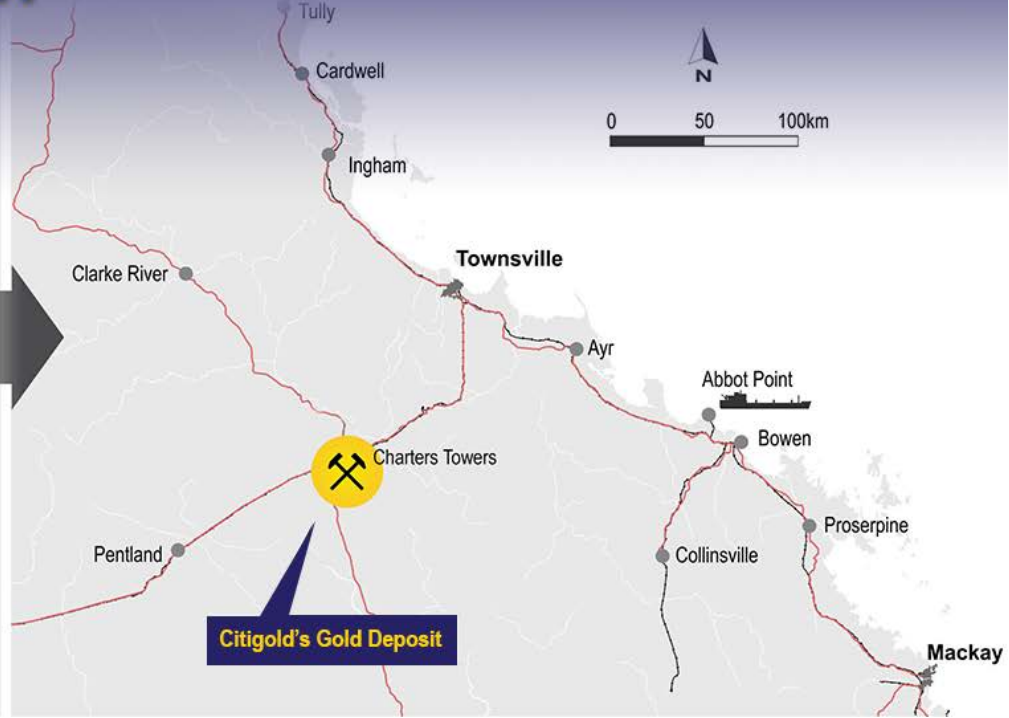 Tully
Cardwell
N
0 50 100km
Ingham
Townsville
Clarke River
Ayr
Abbot Point
Bowen
Charters Towers
Proserpine
Pentland
Collinsville
Citigold's Gold Deposit
Mackay